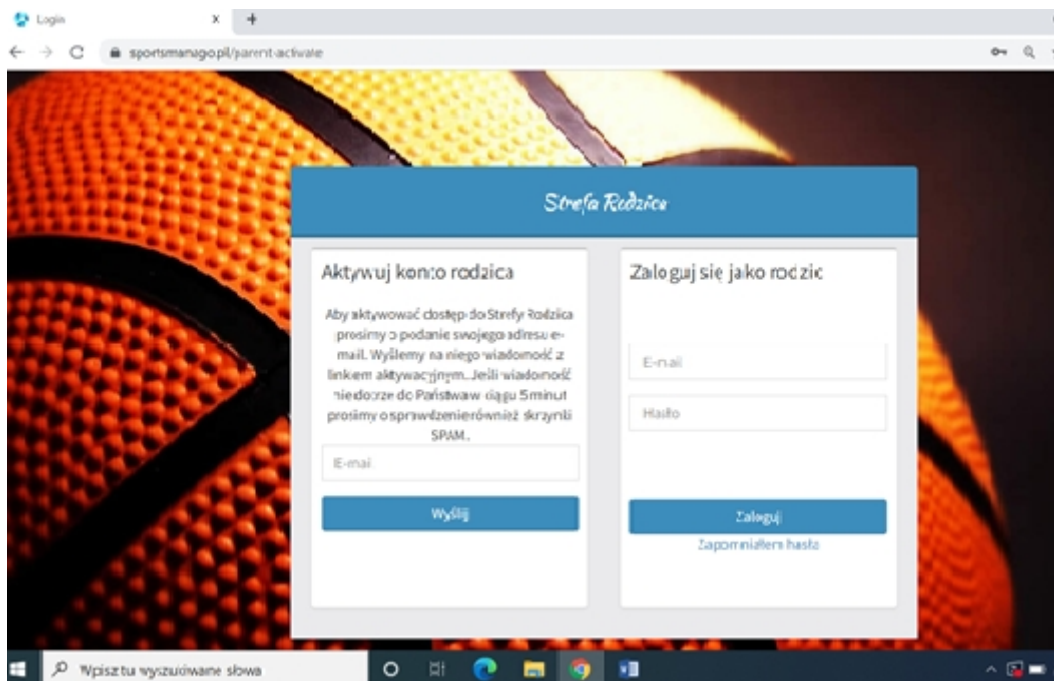 Login
sportsmanago.pl/parent-activate
Strefa Rodzica
Aktywuj konto rodzica
Aby aktywować dostęp do Strefy Rodzica
prosimy o podanie swojego adresu e-
mail. Wyślemy na niego wiadomość z
linkiem aktywacyjnym. Jeśli wiadomość
nie dotrze do Państwa w ciągu 5 minut
prosimy o sprawdzenie również skrzynki
SPAM.
E-mail
Wyślij
Zaloguj się jako rodzic
E-mail
Hasło
Zaloguj
Zapomniałem hasła
Wpisz tu wyszukiwane słowa